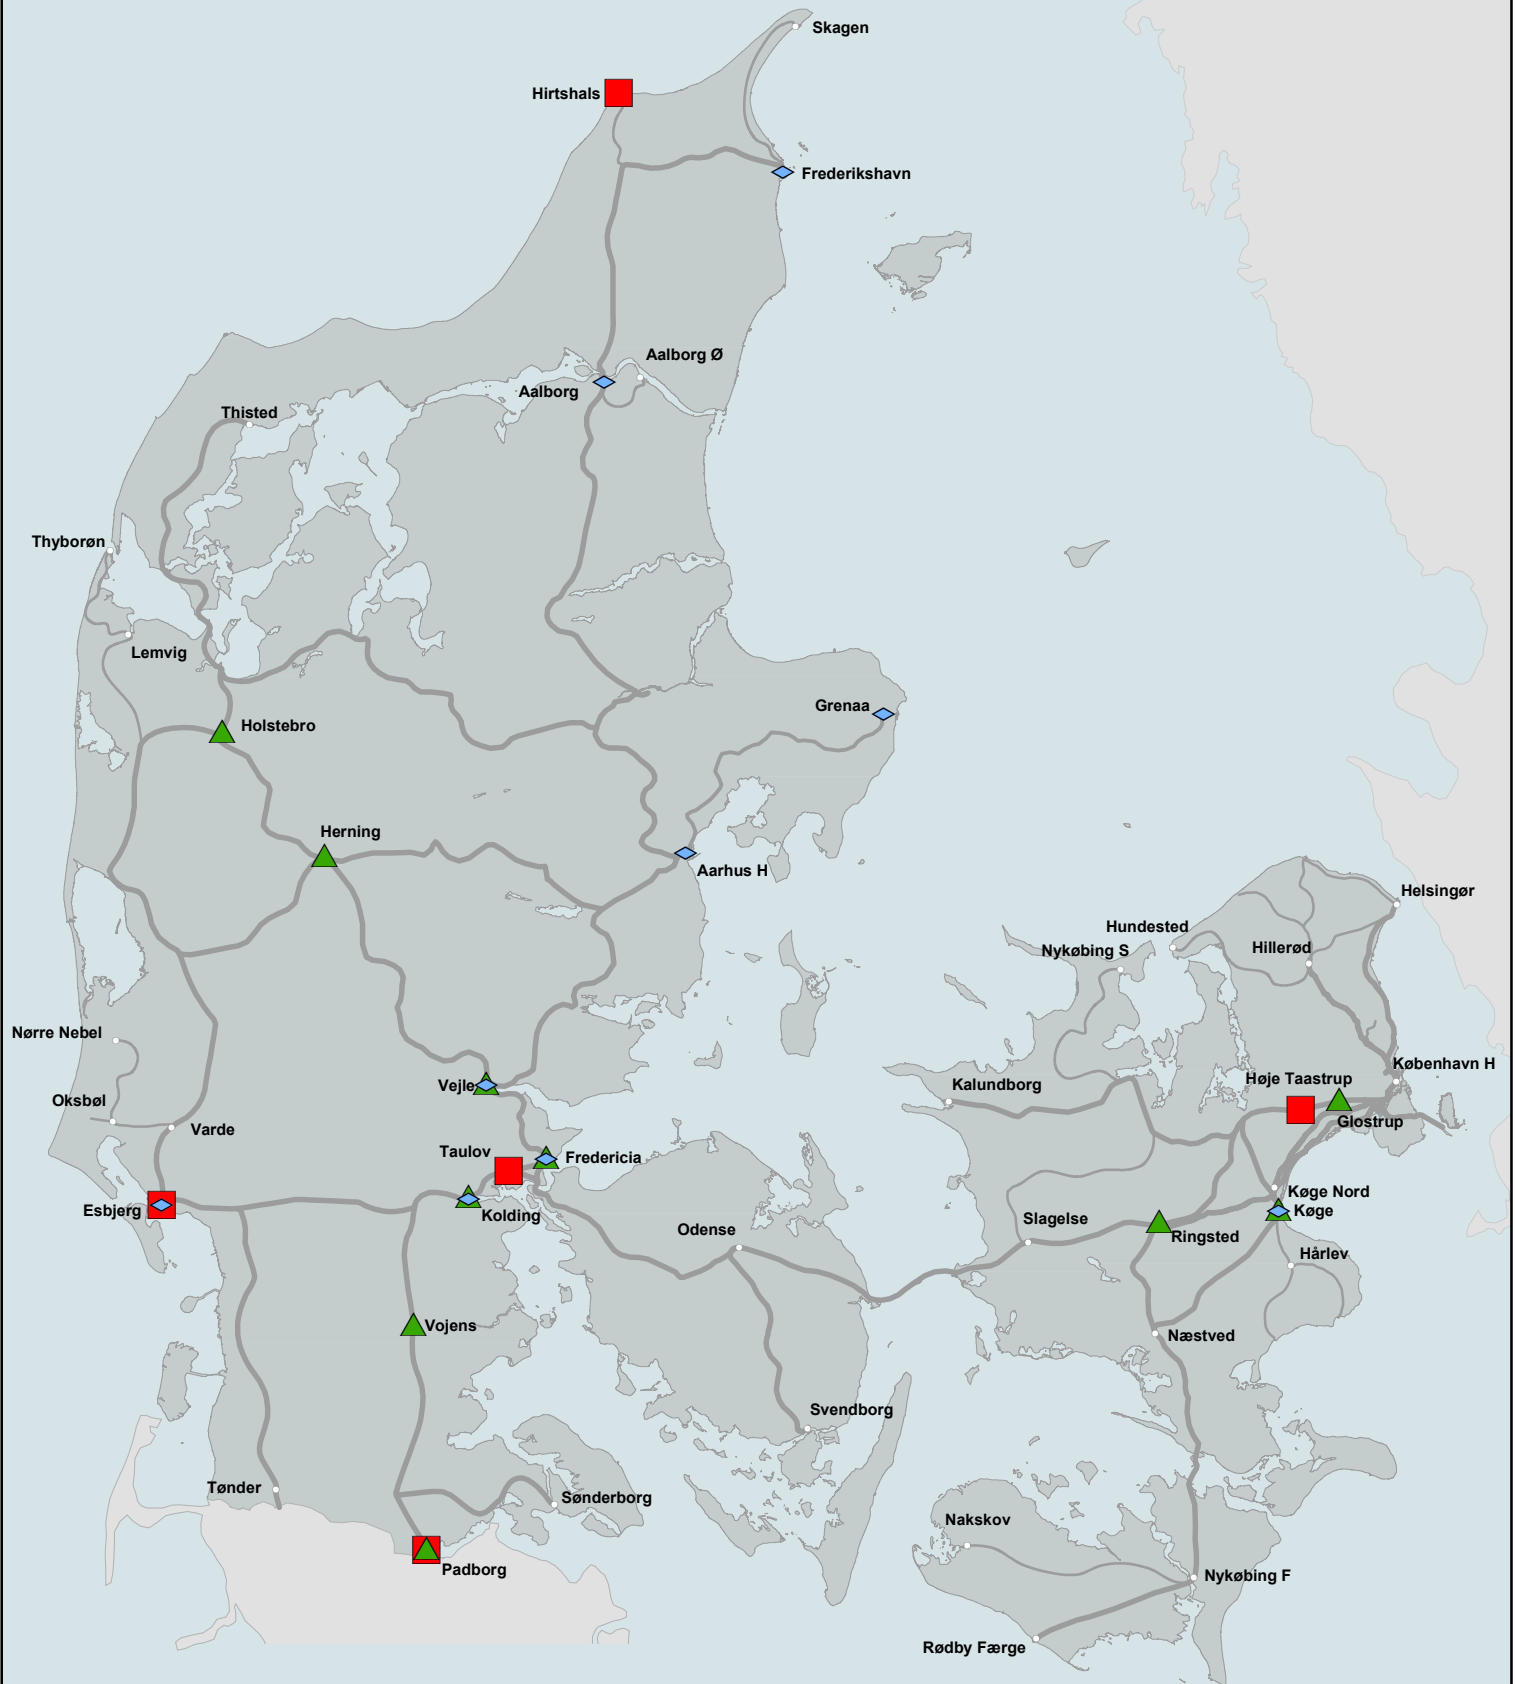 Skagen
Hirtshals
Frederikshavn
Aalborg Ø
Aalborg
Thisted
Thyborøn
Lemvig
Grenaa
Holstebro
Herning
Aarhus H
Helsingør
Hundested
Nykøbing S
Hillerød
Nørre Nebel
København H
Høje Taastrup
Vejle
Kalundborg
Oksbøl
Glostrup
Varde
Taulov
Fredericia
Køge Nord
Esbjerg
Køge
Kolding
Slagelse
Odense
Ringsted
Hårlev
Vojens
Næstved
Svendborg
Tønder
Sønderborg
Nakskov
Padborg
Nykøbing F
Rødby Færge